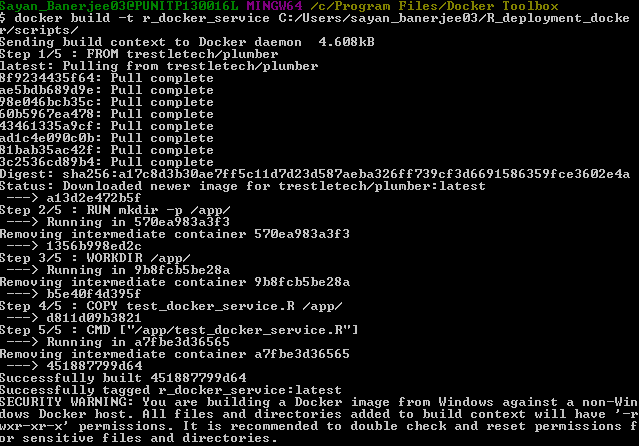 Sayan_Banerjee03@PUNITP130016L MINGW64 /c/Program Files/Docker Toolbox
$ docker build -t r_docker_service C:/Users/sayan_banerjee03/R_deployment_docke
r/scripts/
Sending build context to Docker daemon  4.608kB
Step 1/5 : FROM trestletech/plumber
latest: Pulling from trestletech/plumber
8f9234435f64: Pull complete
ae5bdb689d9e: Pull complete
98e046bcb35c: Pull complete
60b5967ea478: Pull complete
43461335a9cf: Pull complete
ad1c4e090c0b: Pull complete
81bab35ac42f: Pull complete
3c2536cd89b4: Pull complete
Digest: sha256:a17c8d3b30ae7ff5c11d7d23d587aeba326ff739cf3d6691586359fce3602e4a
Status: Downloaded newer image for trestletech/plumber:latest
 ---> a13d2e472b5f
Step 2/5 : RUN mkdir -p /app/
 ---> Running in 570ea983a3f3
Removing intermediate container 570ea983a3f3
 ---> 1356b998ed2c
Step 3/5 : WORKDIR /app/
 ---> Running in 9b8fcb5be28a
Removing intermediate container 9b8fcb5be28a
 ---> b5e40f4d395f
Step 4/5 : COPY test_docker_service.R /app/
 ---> d811d09b3821
Step 5/5 : CMD ["/app/test_docker_service.R"]
 ---> Running in a7fbe3d36565
Removing intermediate container a7fbe3d36565
 ---> 451887799d64
Successfully built 451887799d64
Successfully tagged r_docker_service:latest
SECURITY WARNING: You are building a Docker image from Windows against a non-Win
dows Docker host. All files and directories added to build context will have '-r
wxr-xr-x' permissions. It is recommended to double check and reset permissions f
or sensitive files and directories.